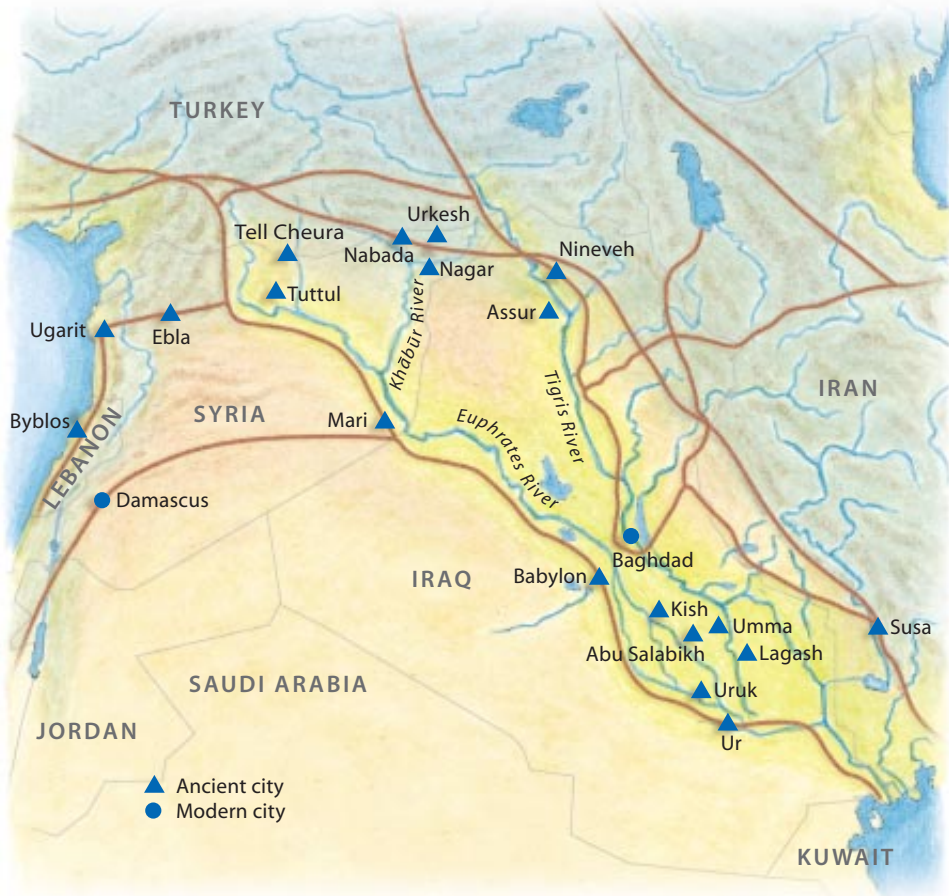 TURKEY
Urkesh
Tell Cheura
Nabada
Nineveh
Nagar
Tuttul
Assur
Ugarit
Ebla
Khābūr River
Tigris River
IRAN
SYRIA
Mari
Byblos
Euphrates River
LEBANON
Damascus
Baghdad
IRAQ
Babylon
Kish
Umma
Susa
Abu Salabikh
Lagash
SAUDI ARABIA
Uruk
JORDAN
Ur
Ancient city
Modern city
KUWAIT